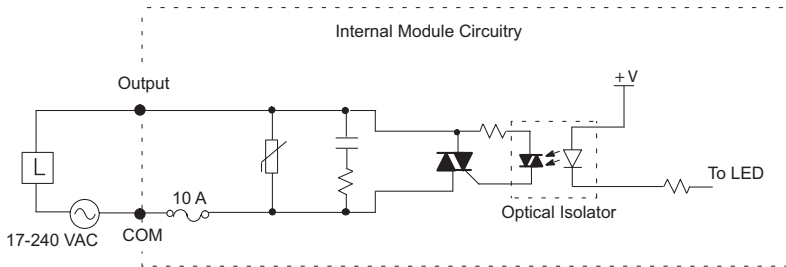 Internal Module Circuitry
Output
+V
L
10 A
To LED
Optical Isolator
COM
17-240 VAC